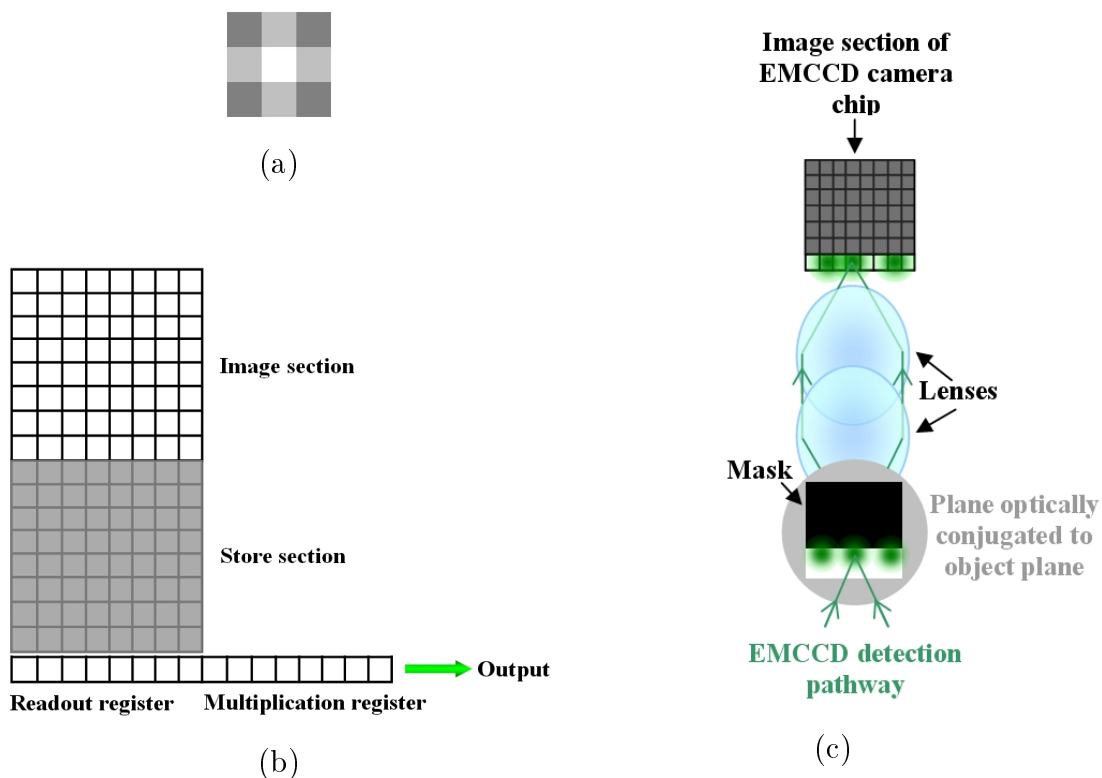 (a)
Image section
Store section
Output
Readout register
Multiplication register
(b)
Image section of
EMCCD camera
chip
Lenses
Mask
Plane optically
conjugated to
object plane
EMCCD detection
pathway
(c)